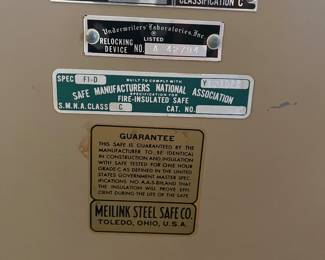 CLASSIFICATION C
Underwriters Laboratories, Inc.
LISTED
RELOCKING
DEVICE NO. A 42794
BUILT TO COMPLY WITH
SPEC F1-D
SAFE MANUFACTURERS NATIONAL ASSOCIATION
SPECIFICATION FOR
FIRE-INSULATED SAFE
S.M.N.A. CLASS C CAT. NO.
GUARANTEE
THIS SAFE IS GUARANTEED BY THE
MANUFACTURER TO BE IDENTICAL
IN CONSTRUCTION AND INSULATION
WITH SAFE TESTED FOR ONE HOUR
GRADE C AS DEFINED IN THE UNITED
STATES GOVERNMENT MASTER SPEC-
IFICATIONS NO. A.A-S-81 AND THAT
THE INSULATION WILL PROVE EFFI-
CIENT DURING THE LIFE OF THE SAFE
MEILINK STEEL SAFE CO.
TOLEDO, OHIO, U.S.A.